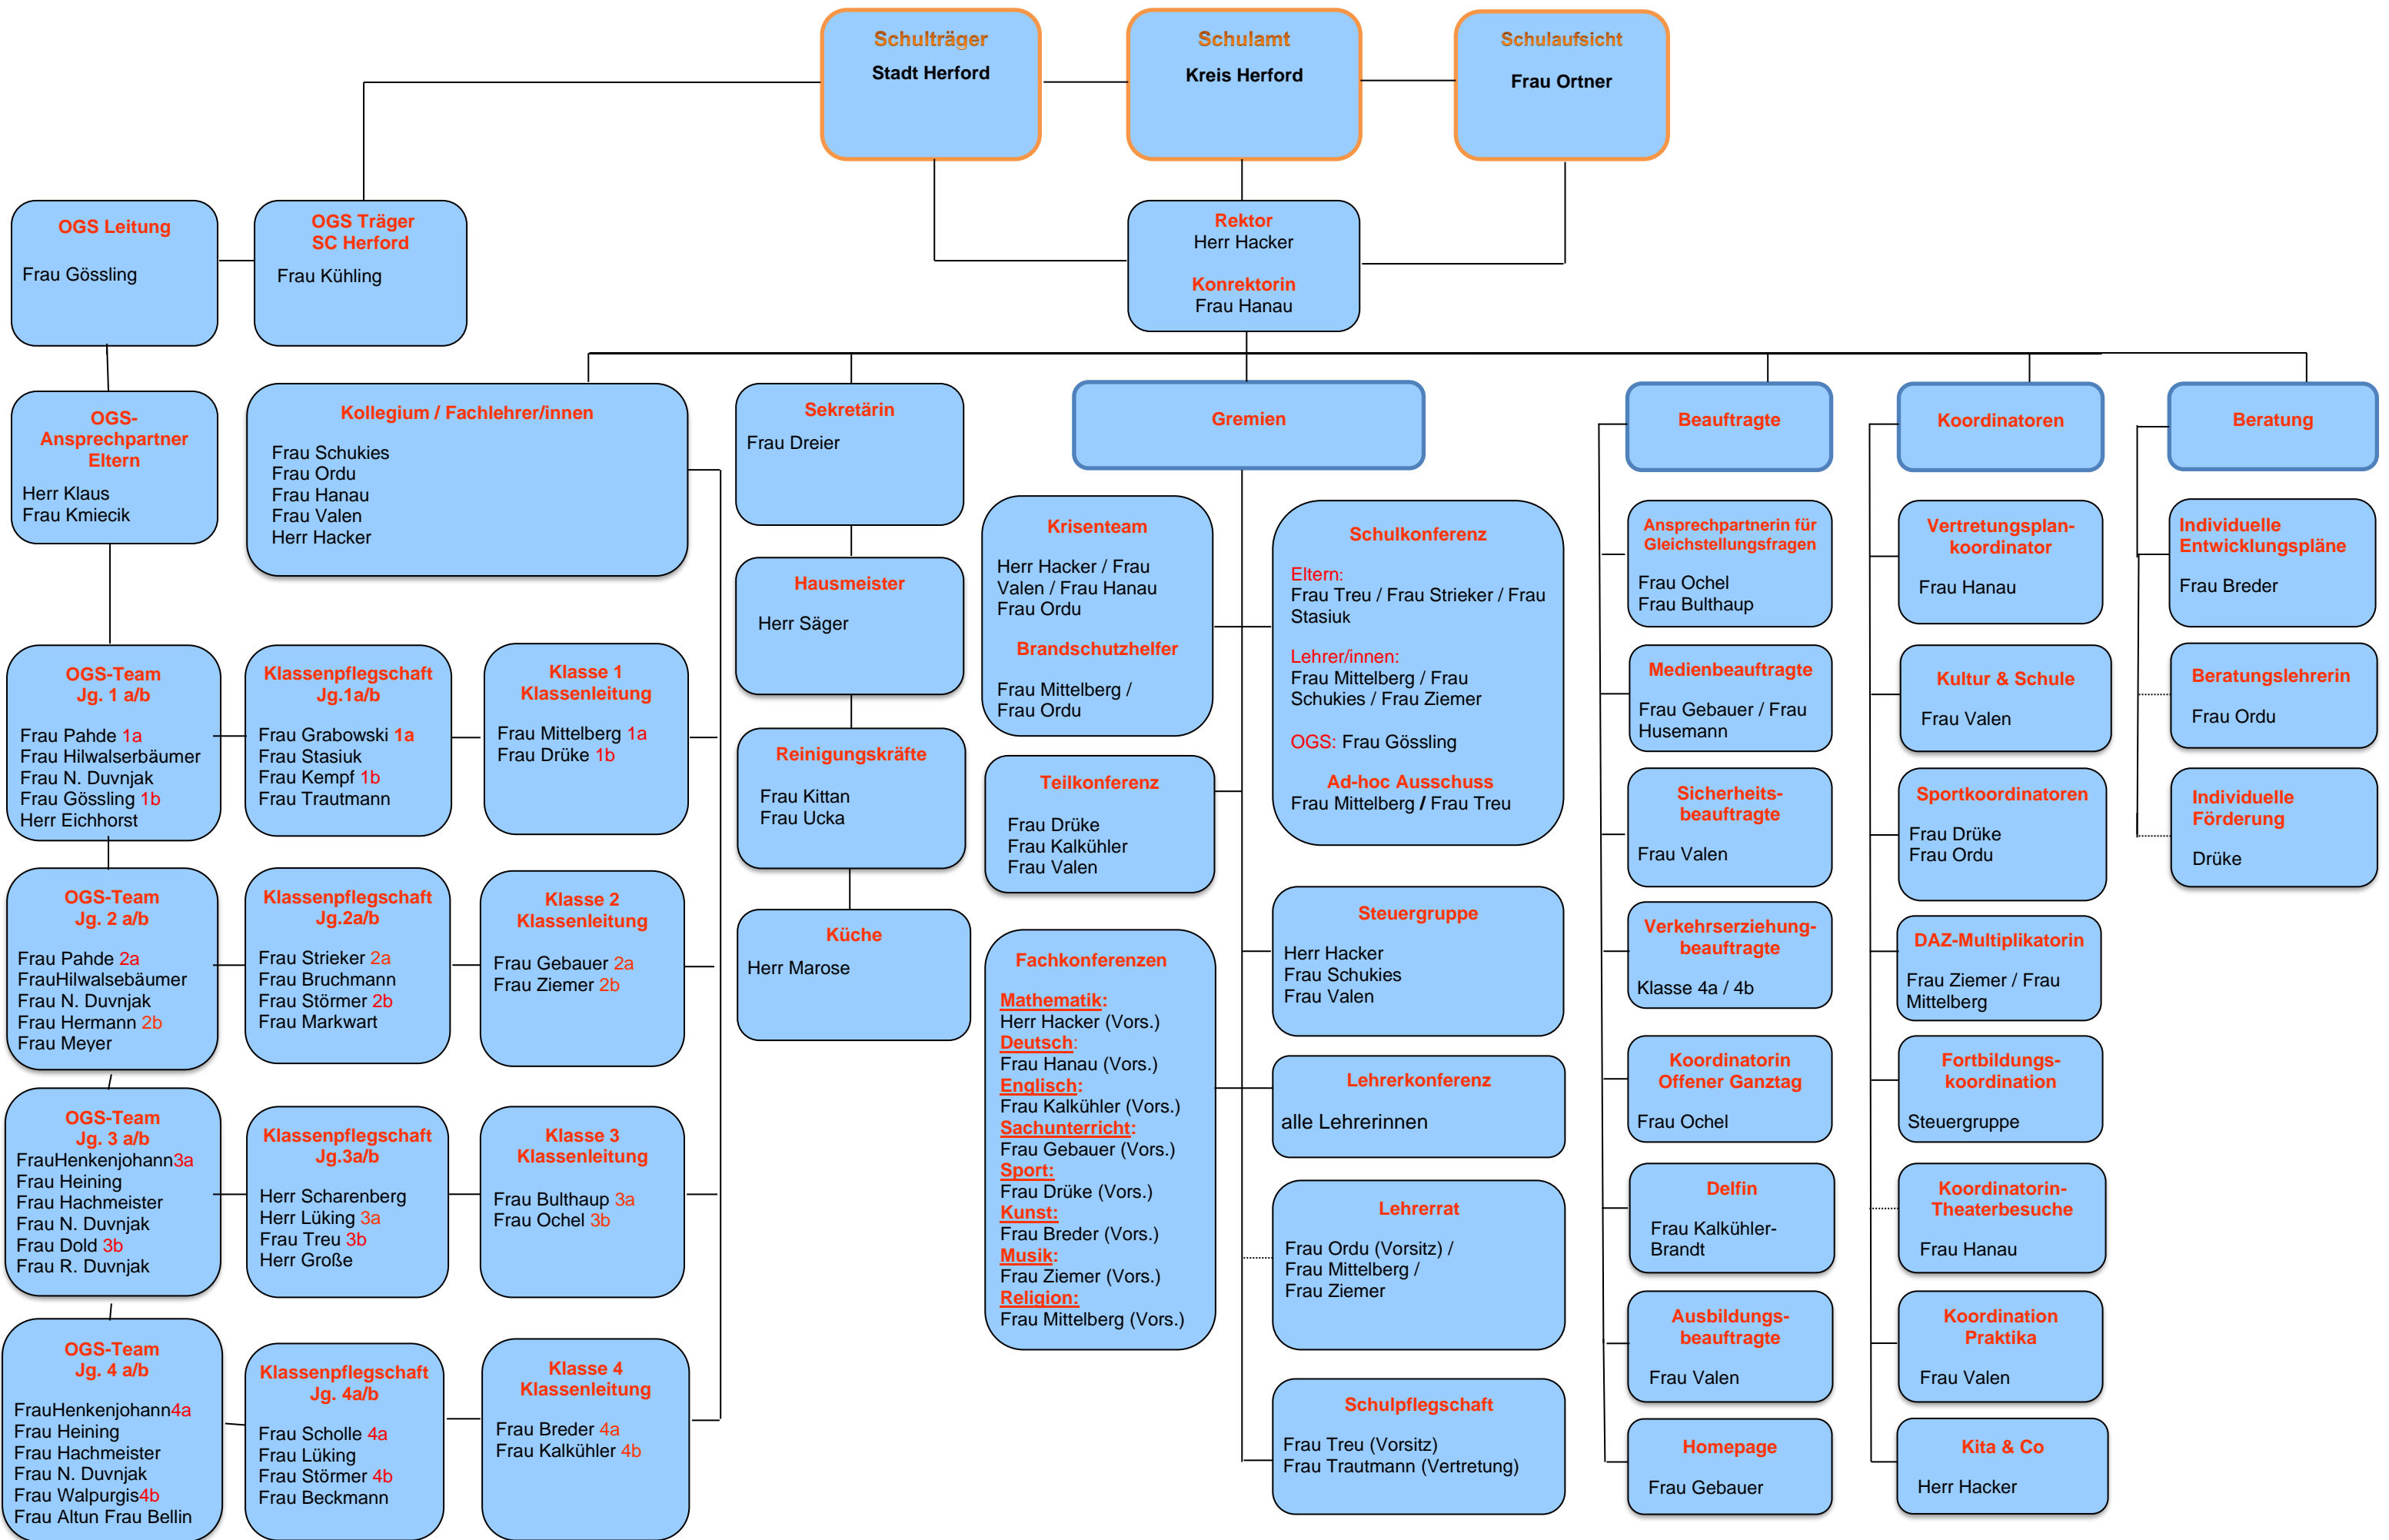 Schulträger
Stadt Herford
Schulamt
Kreis Herford
Schulaufsicht
Frau Ortner
OGS Leitung
Frau Gössling
OGS Träger
SC Herford
Frau Kühling
Rektor
Herr Hacker
Konrektorin
Frau Hanau
OGS-
Ansprechpartner
Eltern
Herr Klaus
Frau Kmiecik
Kollegium / Fachlehrer/innen
Frau Schukies
Frau Ordu
Frau Hanau
Frau Valen
Herr Hacker
Sekretärin
Frau Dreier
Hausmeister
Herr Säger
Reinigungskräfte
Frau Kittan
Frau Ucka
Küche
Herr Marose
OGS-Team
Jg. 1 a/b
Frau Pahde 1a
Frau Hilwalserbäumer
Frau N. Duvnjak
Frau Gössling 1b
Herr Eichhorst
Klassenpflegschaft
Jg.1a/b
Frau Grabowski 1a
Frau Stasiuk
Frau Kempf 1b
Frau Trautmann
Klasse 1
Klassenleitung
Frau Mittelberg 1a
Frau Drüke 1b
OGS-Team
Jg. 2 a/b
Frau Pahde 2a
FrauHilwalsebäumer
Frau N. Duvnjak
Frau Hermann 2b
Frau Meyer
Klassenpflegschaft
Jg.2a/b
Frau Strieker 2a
Frau Bruchmann
Frau Störmer 2b
Frau Markwart
Klasse 2
Klassenleitung
Frau Gebauer 2a
Frau Ziemer 2b
OGS-Team
Jg. 3 a/b
FrauHenkenjohann3a
Frau Heining
Frau Hachmeister
Frau N. Duvnjak
Frau Dold 3b
Frau R. Duvnjak
Klassenpflegschaft
Jg.3a/b
Herr Scharenberg
Herr Lüking 3a
Frau Treu 3b
Herr Große
Klasse 3
Klassenleitung
Frau Bulthaup 3a
Frau Ochel 3b
OGS-Team
Jg. 4 a/b
FrauHenkenjohann4a
Frau Heining
Frau Hachmeister
Frau N. Duvnjak
Frau Walpurgis4b
Frau Altun Frau Bellin
Klassenpflegschaft
Jg. 4a/b
Frau Scholle 4a
Frau Lüking
Frau Störmer 4b
Frau Beckmann
Klasse 4
Klassenleitung
Frau Breder 4a
Frau Kalkühler 4b
Gremien
Krisenteam
Herr Hacker / Frau
Valen / Frau Hanau
Frau Ordu
Brandschutzhelfer
Frau Mittelberg /
Frau Ordu
Teilkonferenz
Frau Drüke
Frau Kalkühler
Frau Valen
Fachkonferenzen
Mathematik:
Herr Hacker (Vors.)
Deutsch:
Frau Hanau (Vors.)
Englisch:
Frau Kalkühler (Vors.)
Sachunterricht:
Frau Gebauer (Vors.)
Sport:
Frau Drüke (Vors.)
Kunst:
Frau Breder (Vors.)
Musik:
Frau Ziemer (Vors.)
Religion:
Frau Mittelberg (Vors.)
Schulkonferenz
Eltern:
Frau Treu / Frau Strieker / Frau
Stasiuk
Lehrer/innen:
Frau Mittelberg / Frau
Schukies / Frau Ziemer
OGS: Frau Gössling
Ad-hoc Ausschuss
Frau Mittelberg / Frau Treu
Steuergruppe
Herr Hacker
Frau Schukies
Frau Valen
Lehrerkonferenz
alle Lehrerinnen
Lehrerrat
Frau Ordu (Vorsitz) /
Frau Mittelberg /
Frau Ziemer
Schulpflegschaft
Frau Treu (Vorsitz)
Frau Trautmann (Vertretung)
Beauftragte
Ansprechpartnerin für
Gleichstellungsfragen
Frau Ochel
Frau Bulthaup
Medienbeauftragte
Frau Gebauer / Frau
Husemann
Sicherheits-
beauftragte
Frau Valen
Verkehrserziehung-
beauftragte
Klasse 4a / 4b
Koordinatorin
Offener Ganztag
Frau Ochel
Delfin
Frau Kalkühler-
Brandt
Ausbildungs-
beauftragte
Frau Valen
Homepage
Frau Gebauer
Koordinatoren
Vertretungsplan-
koordinator
Frau Hanau
Kultur & Schule
Frau Valen
Sportkoordinatoren
Frau Drüke
Frau Ordu
DAZ-Multiplikatorin
Frau Ziemer / Frau
Mittelberg
Fortbildungs-
koordination
Steuergruppe
Koordinatorin-
Theaterbesuche
Frau Hanau
Koordination
Praktika
Frau Valen
Kita & Co
Herr Hacker
Beratung
Individuelle
Entwicklungspläne
Frau Breder
Beratungslehrerin
Frau Ordu
Individuelle
Förderung
Drüke